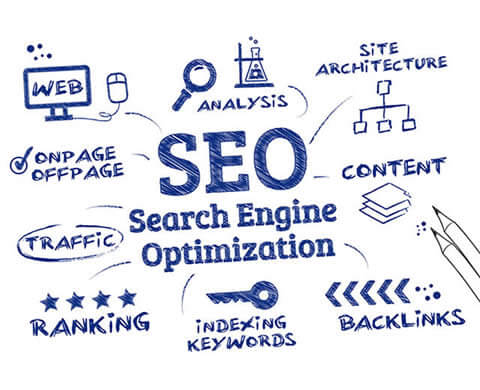 WEB
ANALYSIS
SITE
ARCHITECTURE
ONPAGE
OFFPAGE
SEO
Search Engine
Optimization
CONTENT
TRAFFIC
RANKING
INDEXING
KEYWORDS
BACKLINKS